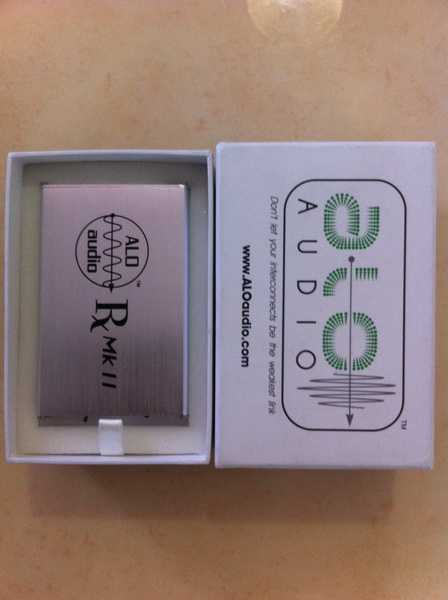 ALO
audio
™
Rx Mk II
alo
AUDIO
™
Don't let your interconnects be the weakest link
www.ALOaudio.com